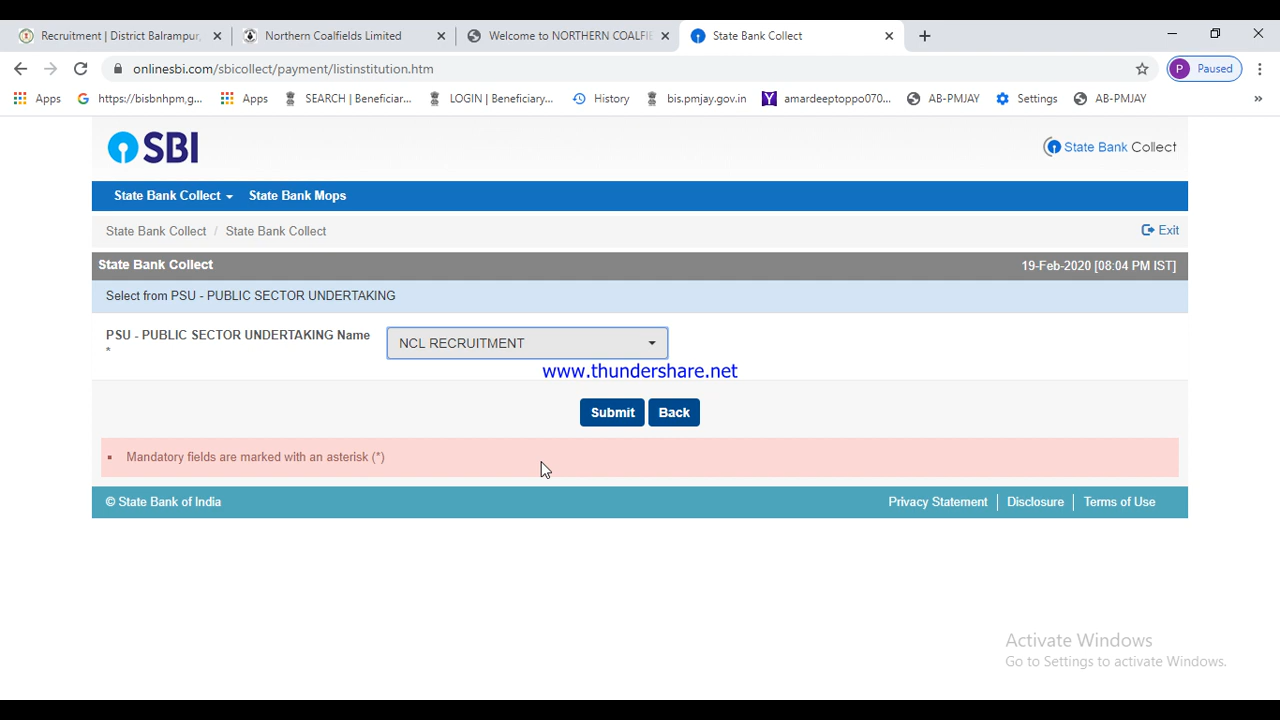 Recruitment | District Balrampur,
Northern Coalfields Limited
Welcome to NORTHERN COALFIE
State Bank Collect
onlinesbi.com/sbicollect/payment/listinstitution.htm
P Paused
Apps
https://bisbnhpm,g...
Apps
SEARCH | Beneficiar...
LOGIN | Beneficiary...
History
bis.pmjay.gov.in
amardeeptoppo070...
AB-PMJAY
Settings
AB-PMJAY
»
SBI
State Bank Collect
State Bank Collect
State Bank Mops
State Bank Collect / State Bank Collect
Exit
State Bank Collect
19-Feb-2020 [08:04 PM IST]
Select from PSU - PUBLIC SECTOR UNDERTAKING
PSU - PUBLIC SECTOR UNDERTAKING Name
*
NCL RECRUITMENT
www.thundershare.net
Submit
Back
Mandatory fields are marked with an asterisk (*)
© State Bank of India
Privacy Statement
Disclosure
Terms of Use
Activate Windows
Go to Settings to activate Windows.